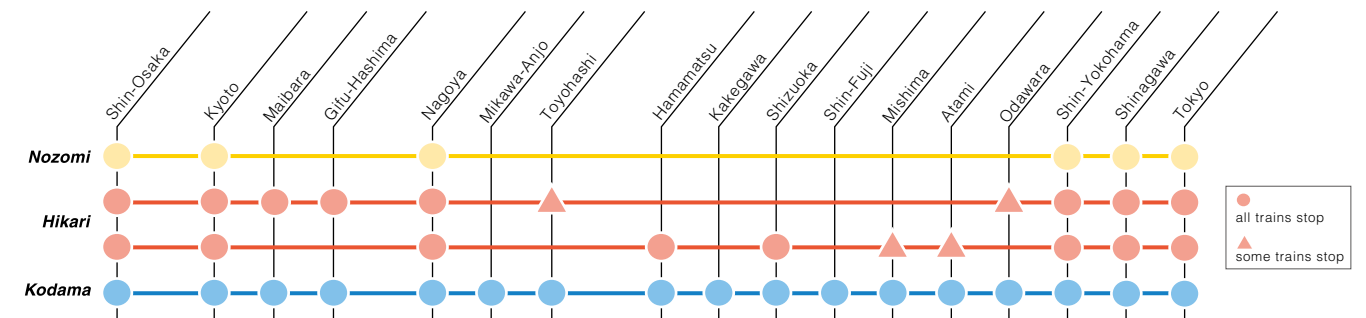 Shin-Osaka
Kyoto
Maibara
Gifu-Hashima
Nagoya
Mikawa-Anjo
Toyohashi
Hamamatsu
Kakegawa
Shizuoka
Shin-Fuji
Mishima
Atami
Odawara
Shin-Yokohama
Shinagawa
Tokyo
Nozomi
Hikari
Kodama
all trains stop
some trains stop